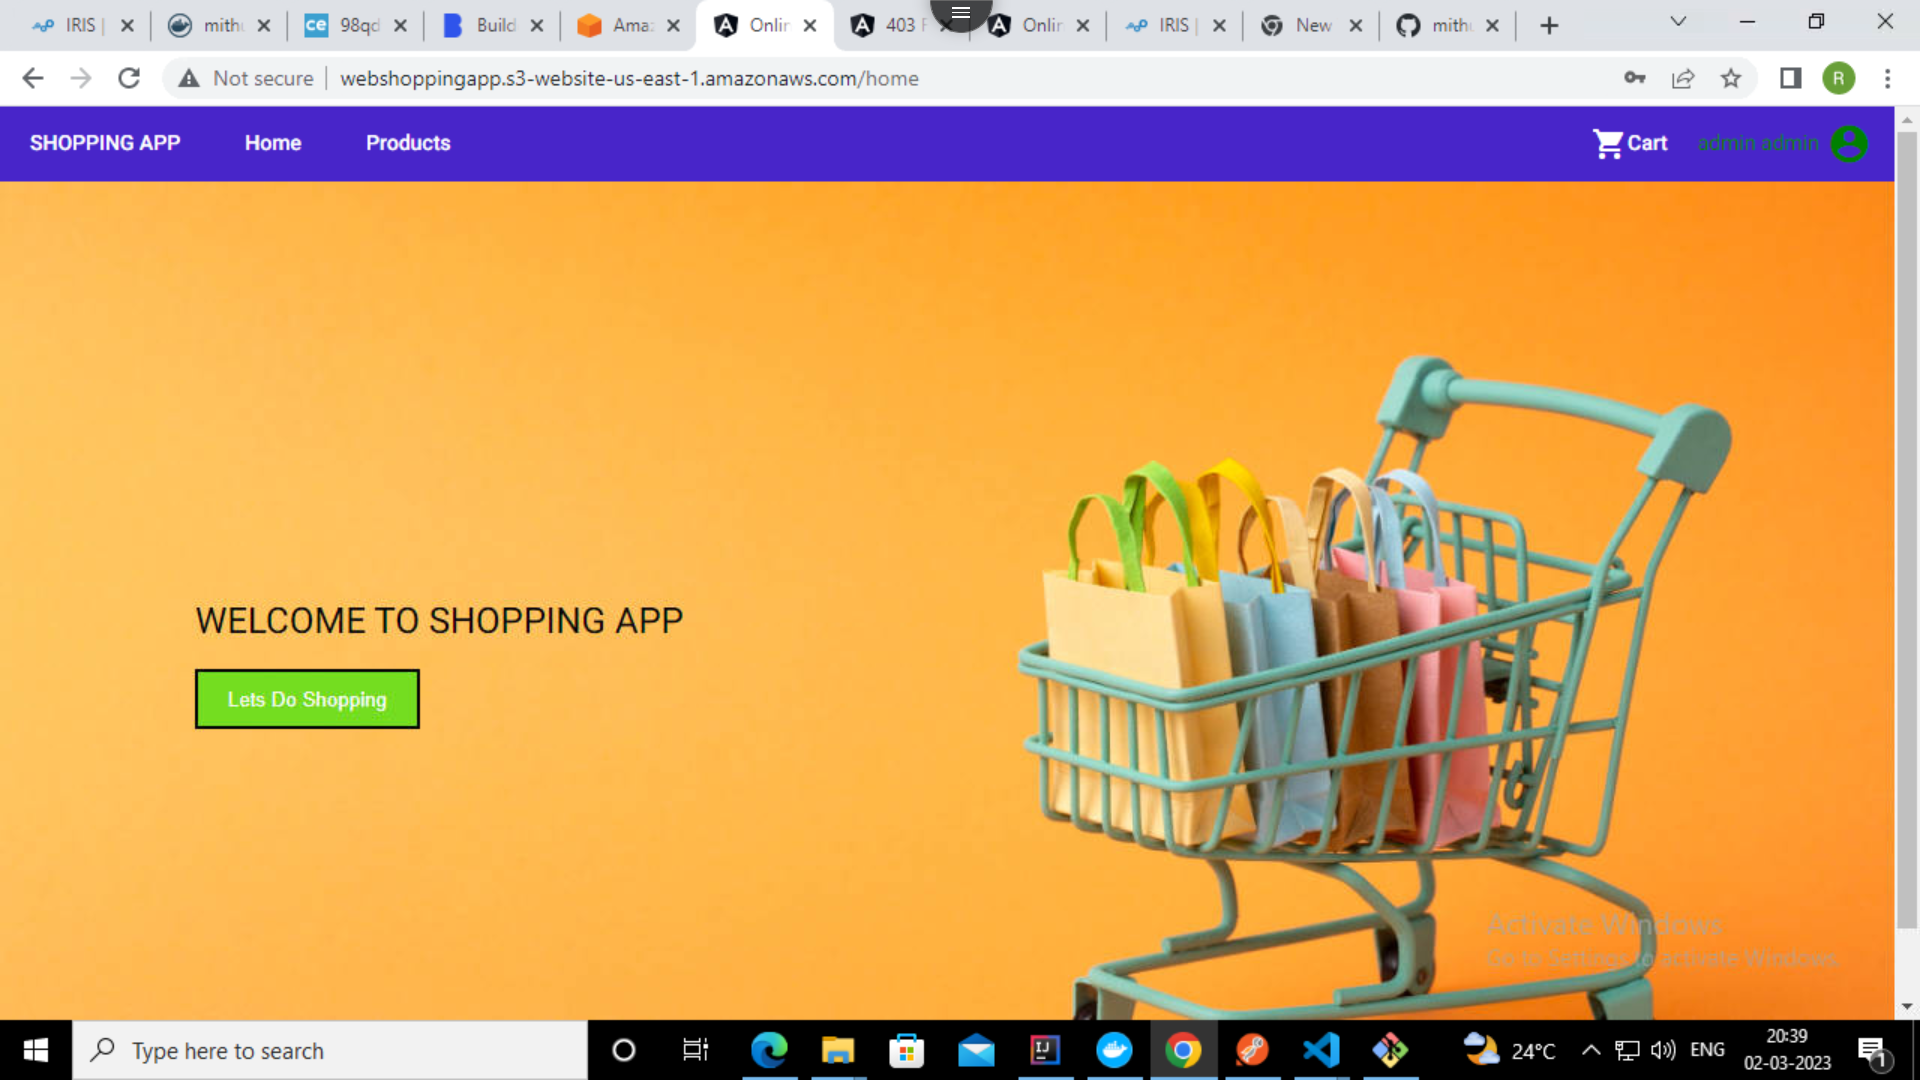 IRIS | mith 98qd Build Ama: Onlin 403 F Onlin IRIS | New mith
Not secure webshoppingapp.s3-website-us-east-1.amazonaws.com/home R
SHOPPING APP Home Products Cart admin admin
WELCOME TO SHOPPING APP
Lets Do Shopping
Activate Windows
Go to Settings to activate Windows.
Type here to search 24°C ENG 20:39
02-03-2023 1